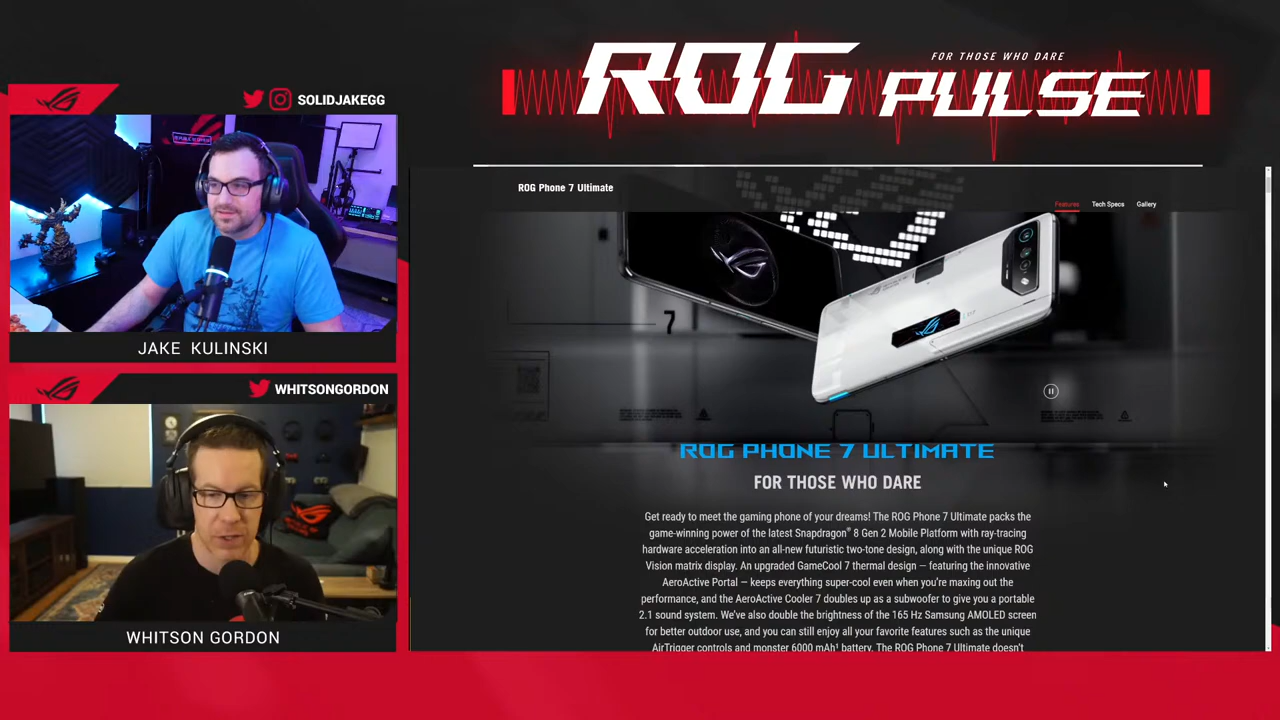 ROG
FOR THOSE WHO DARE
PULSE
SOLIDJAKEGG
JAKE KULINSKI
WHITSONGORDON
WHITSON GORDON
ROG Phone 7 Ultimate
Features Tech Specs Gallery
7
ROG PHONE 7 ULTIMATE
FOR THOSE WHO DARE
Get ready to meet the gaming phone of your dreams! The ROG Phone 7 Ultimate packs the
game-winning power of the latest Snapdragon® 8 Gen 2 Mobile Platform with ray-tracing
hardware acceleration into an all-new futuristic two-tone design, along with the unique ROG
Vision matrix display. An upgraded GameCool 7 thermal design — featuring the innovative
AeroActive Portal — keeps everything super-cool even when you're maxing out the
performance, and the AeroActive Cooler 7 doubles up as a subwoofer to give you a portable
2.1 sound system. We've also double the brightness of the 165 Hz Samsung AMOLED screen
for better outdoor use, and you can still enjoy all your favorite features such as the unique
AirTrigger controls and monster 6000 mAh¹ battery. The ROG Phone 7 Ultimate doesn't